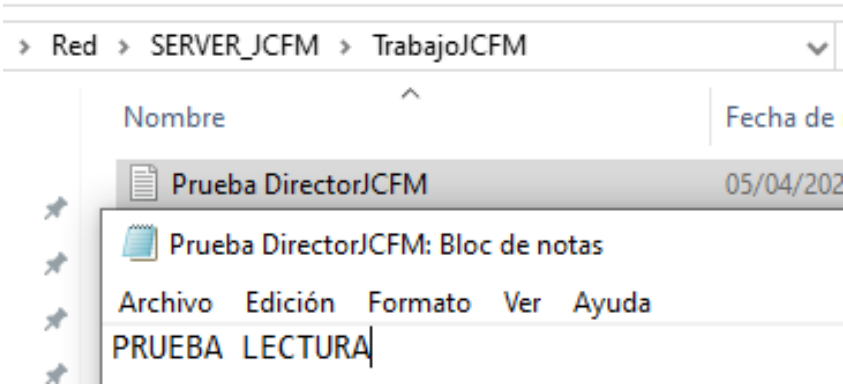 > Red > SERVER_JCFM > TrabajoJCFM
Nombre
Fecha de
Prueba DirectorJCFM
05/04/202
Prueba DirectorJCFM: Bloc de notas
Archivo Edición Formato Ver Ayuda
PRUEBA LECTURA